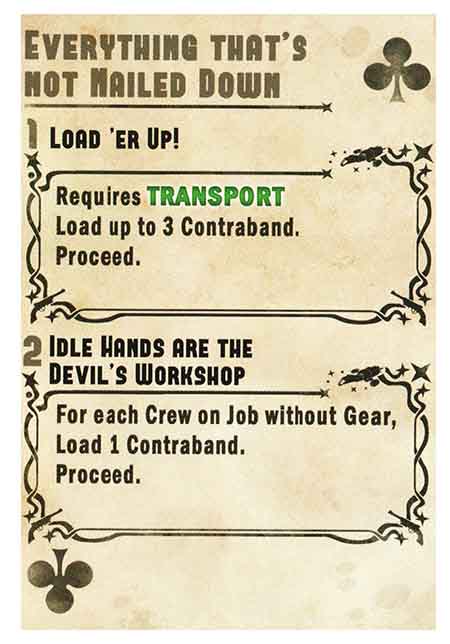 Everything that's
not Nailed Down
1 Load 'er Up!
Requires TRANSPORT
Load up to 3 Contraband.
Proceed.
2 Idle Hands are the
Devil's Workshop
For each Crew on Job without Gear,
Load 1 Contraband.
Proceed.